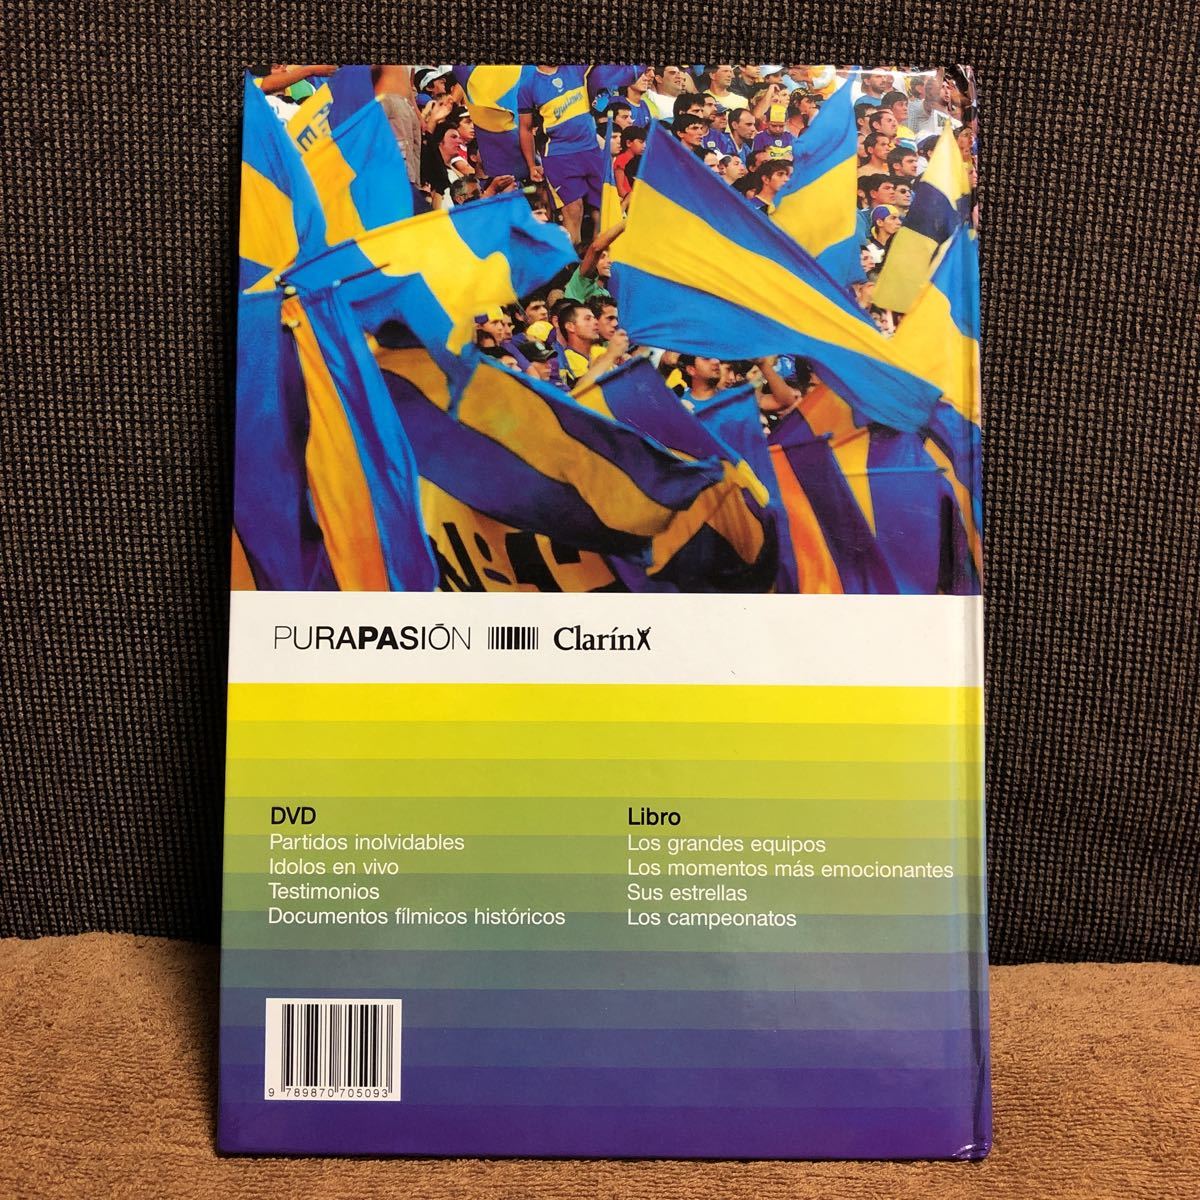 PURAPASIÓN Clarín
DVD
Partidos inolvidables
Idolos en vivo
Testimonios
Documentos fílmicos históricos
Libro
Los grandes equipos
Los momentos más emocionantes
Sus estrellas
Los campeonatos
9 789870 705093